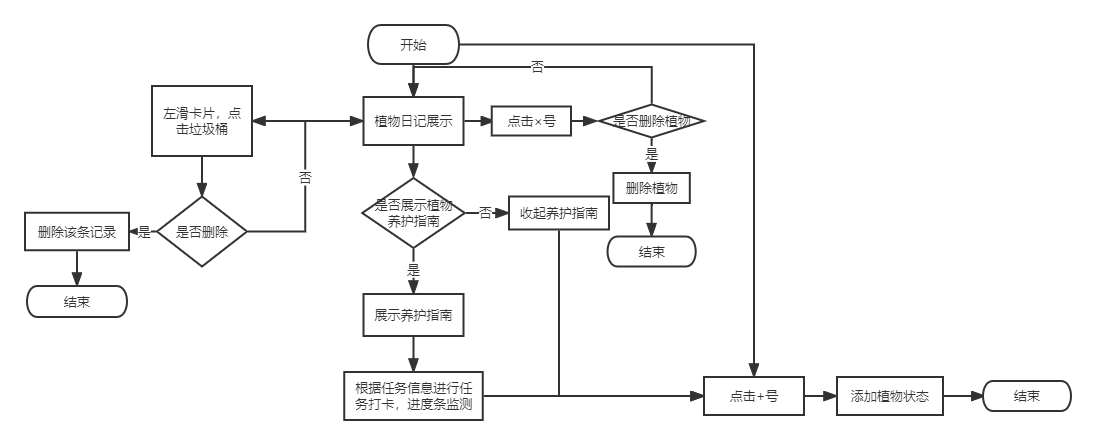 开始
否
左滑卡片，点
击垃圾桶
植物日记展示
点击×号
是否删除植物
是
否
删除植物
是否展示植物
养护指南
否
收起养护指南
删除该条记录
是
是否删除
结束
是
结束
展示养护指南
根据任务信息进行任
务打卡，进度条监测
点击+号
添加植物状态
结束